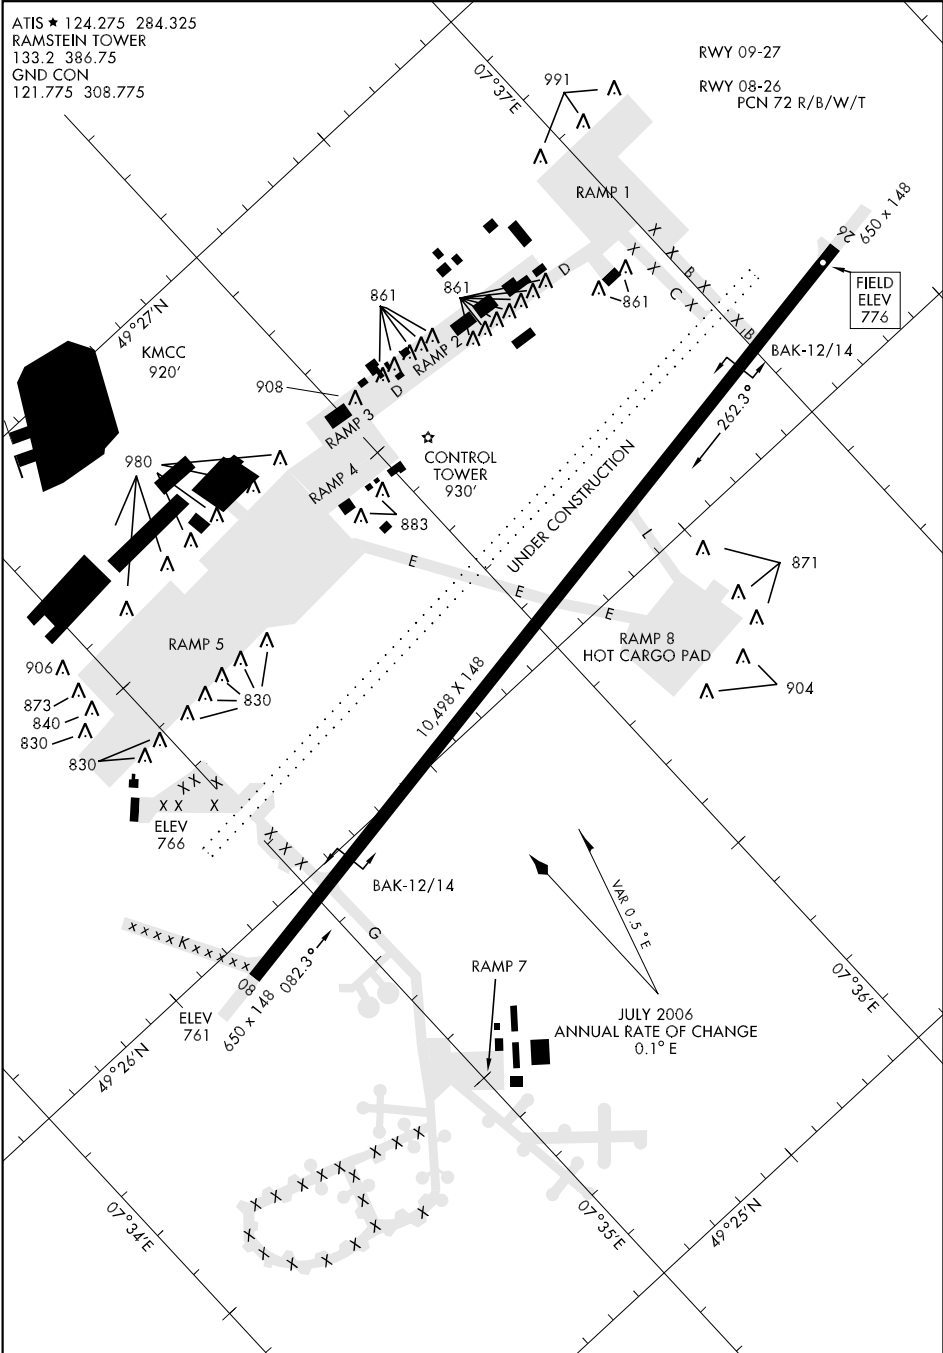 ATIS ★ 124.275 284.325
RAMSTEIN TOWER
133.2 386.75
GND CON
121.775 308.775
RWY 09-27
RWY 08-26
PCN 72 R/B/W/T
07°37'E
991
RAMP 1
X
X
X
B
X
X
X
C
X
X
B
26
650 x 148
FIELD
ELEV
776
D
861
861
861
49°27'N
KMCC
920'
RAMP 2
BAK-12/14
908
D
RAMP 3
262.3°
980
CONTROL
TOWER
930'
RAMP 4
883
UNDER CONSTRUCTION
L
871
E
E
E
RAMP 5
RAMP 8
HOT CARGO PAD
906
873
840
830
830
830
904
10,498 X 148
X X X
X X X
ELEV
766
X X X
BAK-12/14
VAR 0.5°E
x x x x K x x x x x x
G
08
082.3°
650 x 148
ELEV
761
RAMP 7
07°36'E
JULY 2006
ANNUAL RATE OF CHANGE
0.1° E
49°26'N
07°34'E
07°35'E
49°25'N
X X X
X X X X X X
X X X
X X X X X